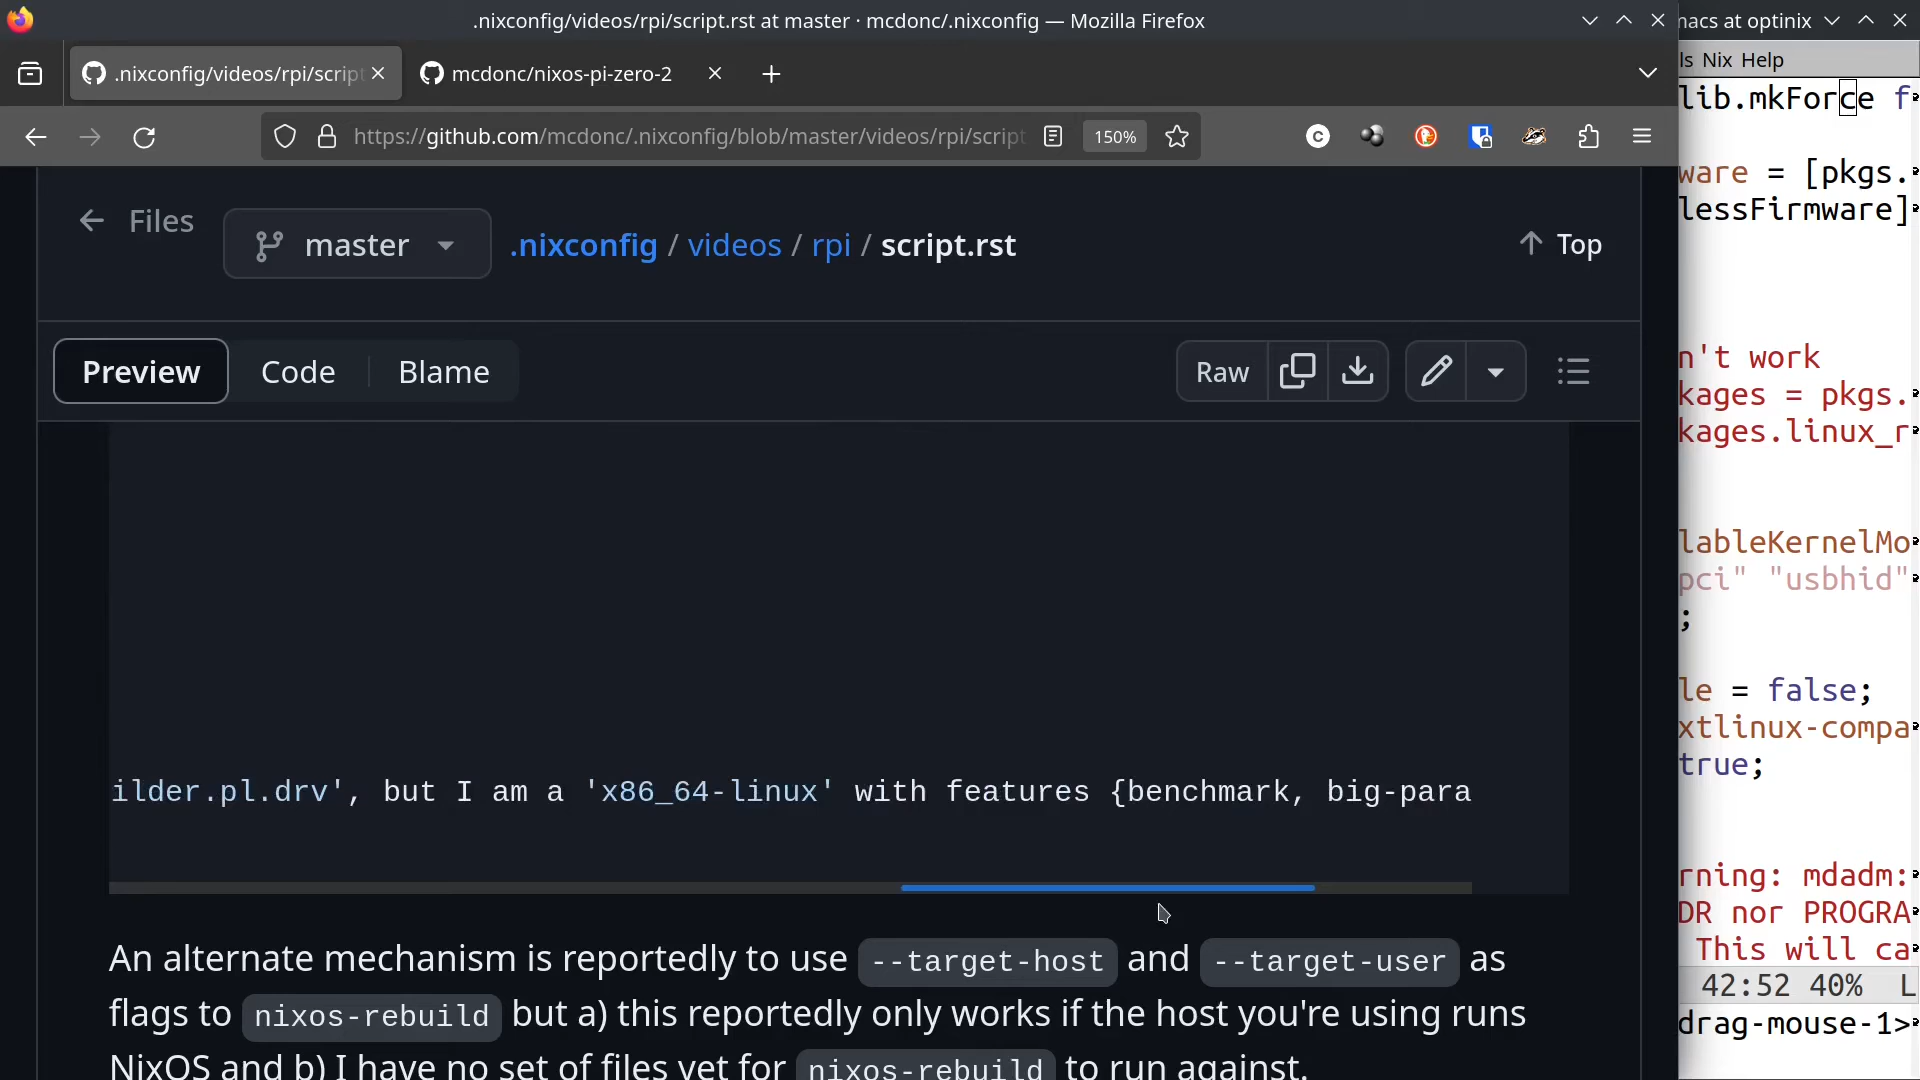 .nixconfig/videos/rpi/script.rst at master · mcdonc/.nixconfig — Mozilla Firefox
macs at optinix
.nixconfig/videos/rpi/script
mcdonc/nixos-pi-zero-2
ls Nix Help
https://github.com/mcdonc/.nixconfig/blob/master/videos/rpi/script
150%
lib.mkForce f
ware = [pkgs.
lessFirmware]
Files
master
.nixconfig / videos / rpi / script.rst
Top
n't work
Preview
Code
Blame
Raw
kages = pkgs.
kages.linux_r
lableKernelMo
pci" "usbhid"
;
le = false;
xtlinux-compa
true;
ilder.pl.drv', but I am a 'x86_64-linux' with features {benchmark, big-para
rning: mdadm:
DR nor PROGRA
This will ca
An alternate mechanism is reportedly to use --target-host and --target-user as
flags to nixos-rebuild but a) this reportedly only works if the host you're using runs
NixOS and b) I have no set of files yet for nixos-rebuild to run against.
42:52 40% L
drag-mouse-1>